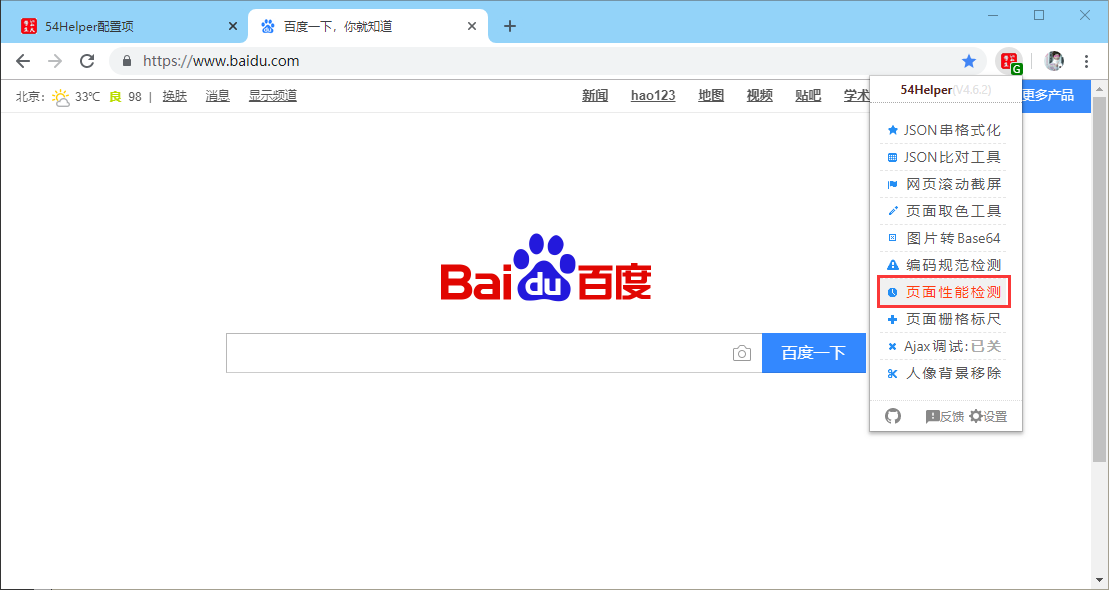 54Helper配置项
百度一下，你就知道
https://www.baidu.com
G
54Helper(V4.6.2)
北京: 33℃ 良 98 | 换肤 消息 显示频道
新闻 hao123 地图 视频 贴吧 学术
更多产品
JSON串格式化
JSON比对工具
网页滚动截屏
页面取色工具
图片转Base64
编码规范检测
页面性能检测
页面栅格标尺
Ajax调试:已关
人像背景移除
反馈 设置
Bai du 百度
百度一下